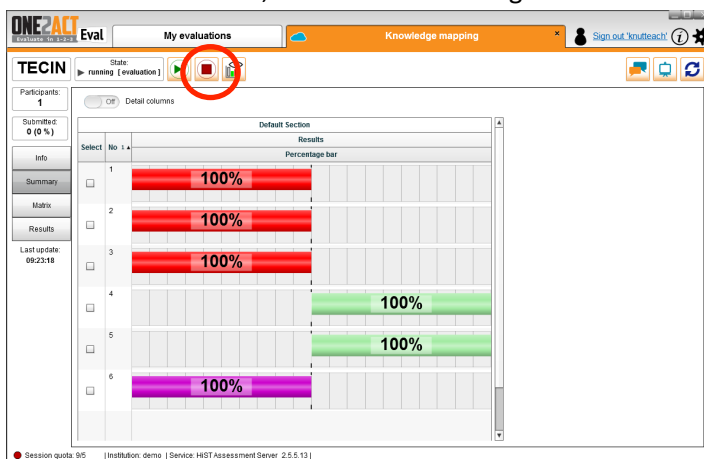 ONE2ACT Eval
Evaluate in 1-2-3
My evaluations
Knowledge mapping
×
Sign out 'knutteach'
TECIN
State:
running [ evaluation ]
Participants:
1
Submitted:
0 (0 %)
Info
Summary
Matrix
Results
Last update:
09:23:18
Off Detail columns
Default Section
Select No 1
Results
Percentage bar
1 100%
2 100%
3 100%
4 100%
5 100%
6 100%
Session quota: 9/5 | Institution: demo | Service: HiST Assessment Server 2.5.5.13 |